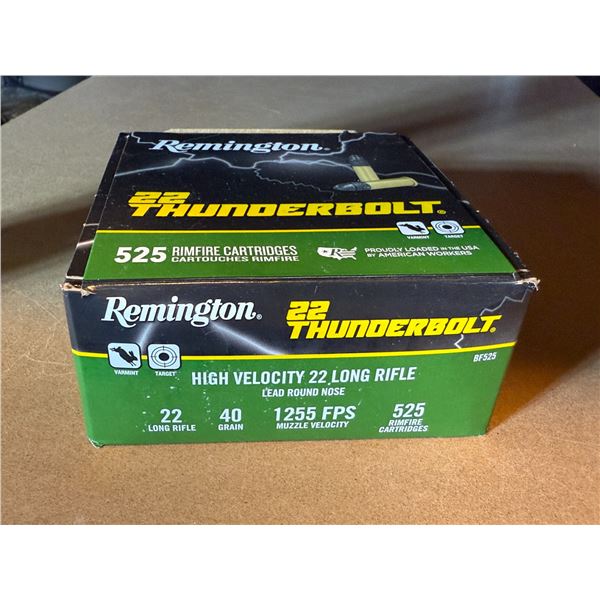 Remington®
22
THUNDERBOLT®
VARMINT TARGET
525 RIMFIRE CARTRIDGES
CARTOUCHES RIMFIRE
PROUDLY LOADED IN THE USA
BY AMERICAN WORKERS
Remington®
22
THUNDERBOLT®
VARMINT TARGET
BF525
HIGH VELOCITY 22 LONG RIFLE
LEAD ROUND NOSE
22 40 1255 FPS 525
LONG RIFLE GRAIN MUZZLE VELOCITY RIMFIRE
CARTRIDGES